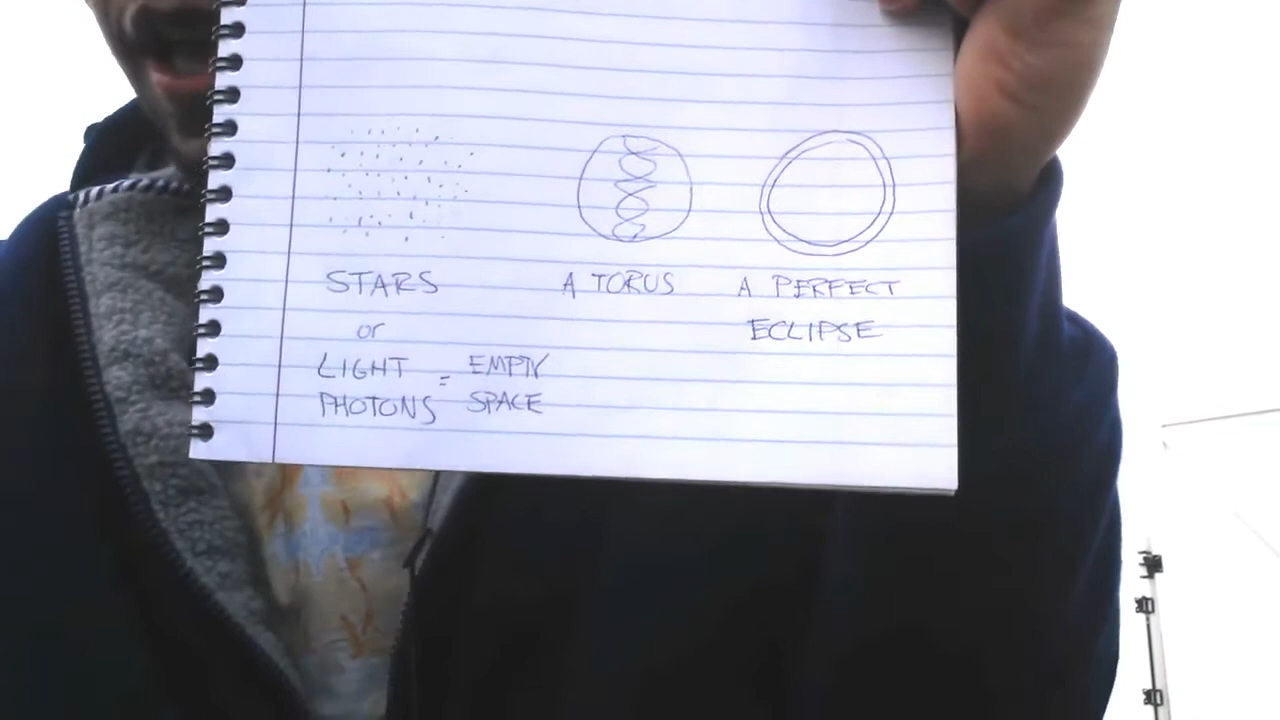 STARS
or
LIGHT = EMPTY
PHOTONS SPACE
A TORUS
A PERFECT
ECLIPSE